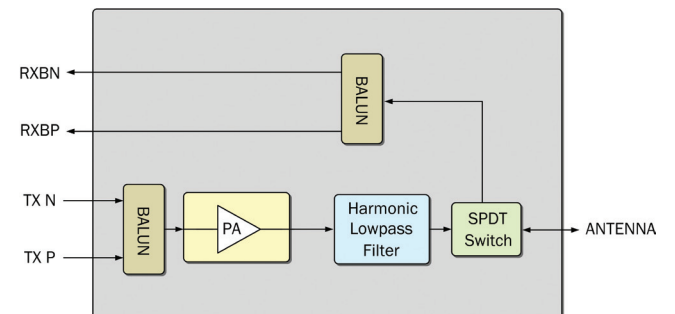 RXBN
BALUN
RXBP
TX N
BALUN
PA
Harmonic
Lowpass
Filter
SPDT
Switch
ANTENNA
TX P